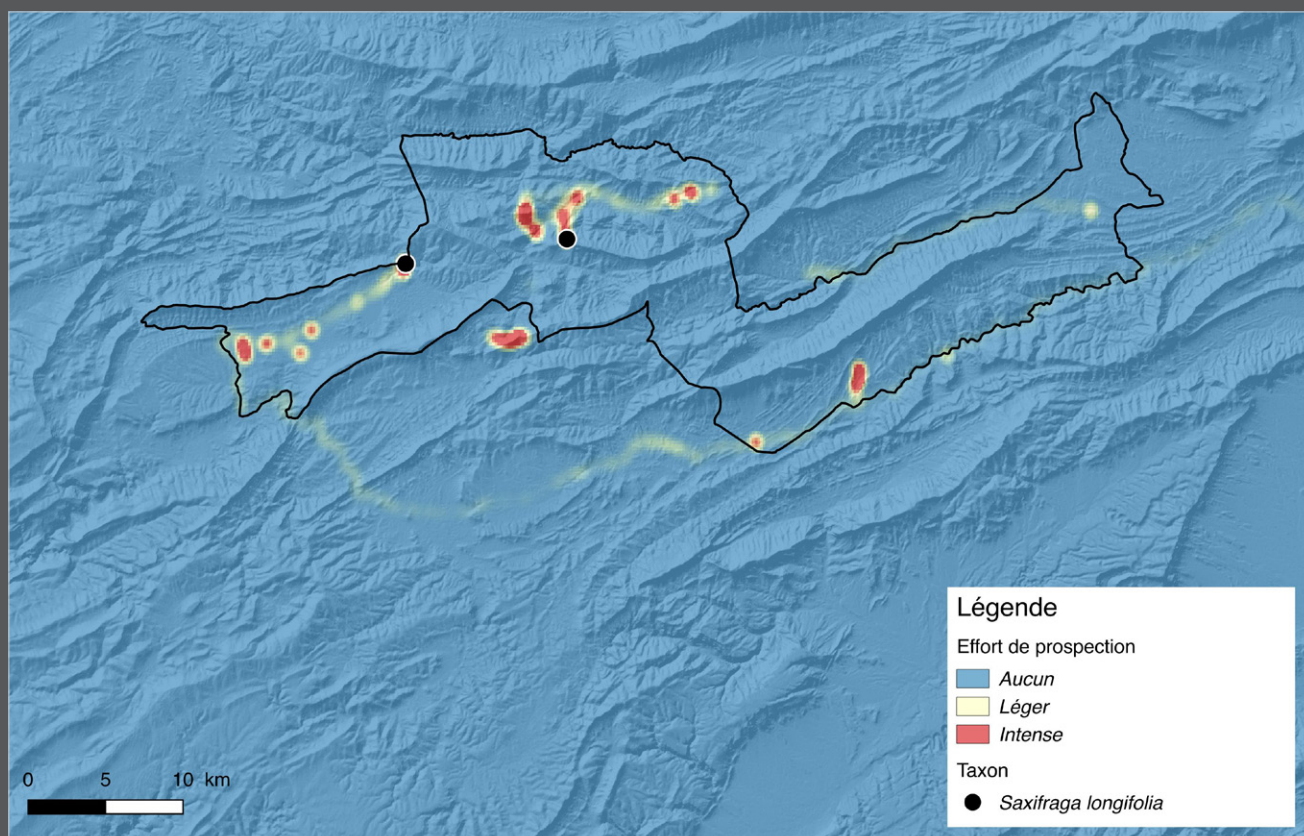 Légende
Effort de prospection
Aucun
Léger
Intense
Taxon
Saxifraga longifolia
0 5 10 km